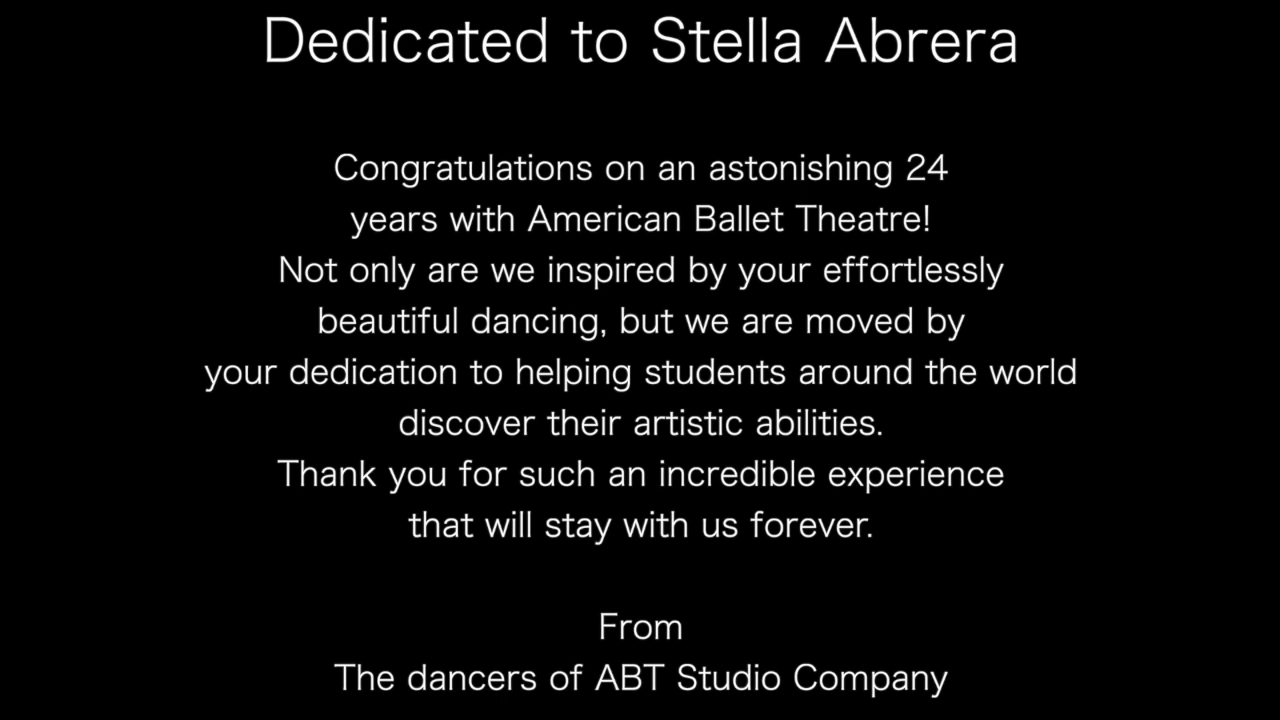 Dedicated to Stella Abrera
Congratulations on an astonishing 24
years with American Ballet Theatre!
Not only are we inspired by your effortlessly
beautiful dancing, but we are moved by
your dedication to helping students around the world
discover their artistic abilities.
Thank you for such an incredible experience
that will stay with us forever.
From
The dancers of ABT Studio Company